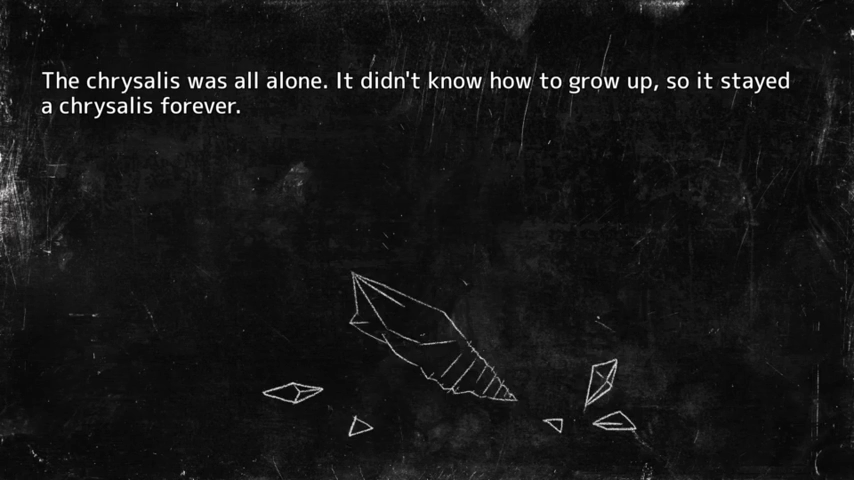 The chrysalis was all alone. It didn't know how to grow up, so it stayed
a chrysalis forever.